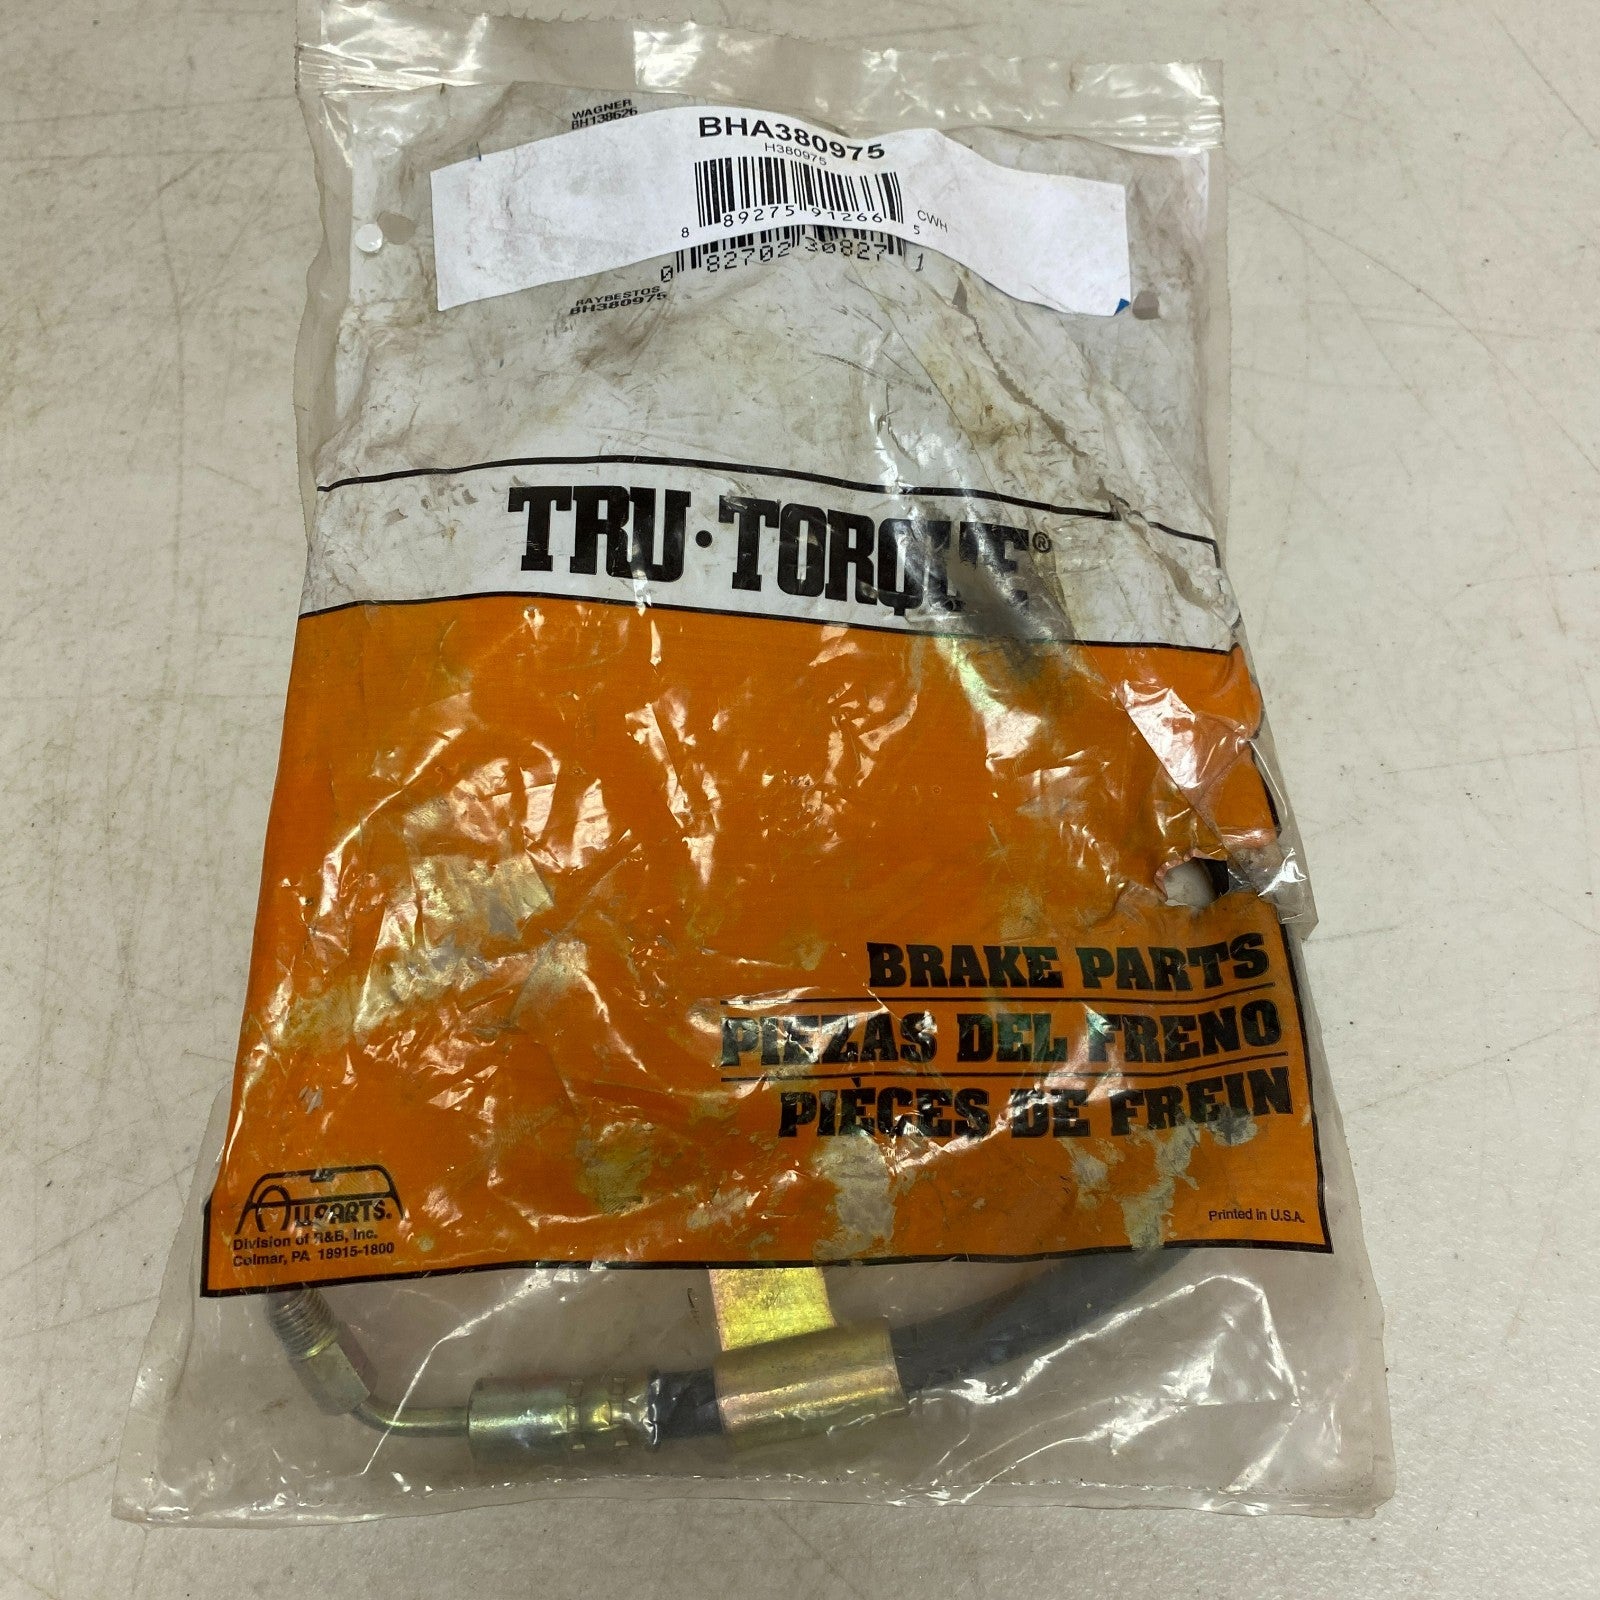 WAGNER
BH138626
BHA380975
H380975
8 89275 91266 5
CWH
0 82702 30827 1
RAYBESTOS
BH380975
TRU·TORQUE®
BRAKE PARTS
PIEZAS DEL FRENO
PIÈCES DE FREIN
Division of R&B, Inc.
Colmar, PA 18915-1800
Printed in U.S.A.